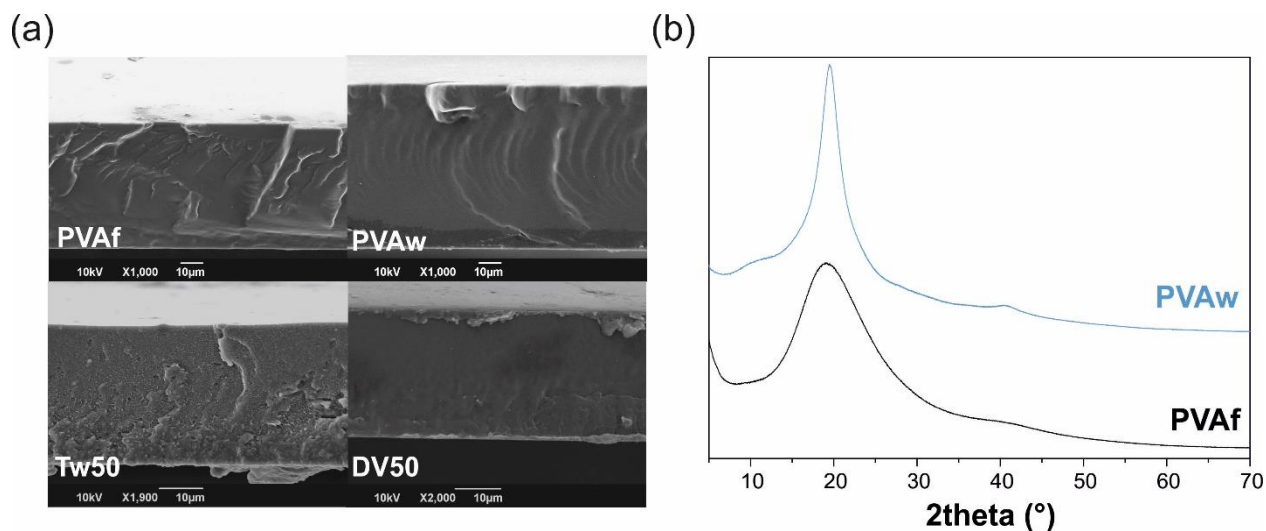 (a)
PVAf
10kV X1,000 10µm
PVAw
10kV X1,000 10µm
Tw50
10kV X1,900 10µm
DV50
10kV X2,000 10µm
(b)
PVAw
PVAf
10 20 30 40 50 60 70
2theta (°)